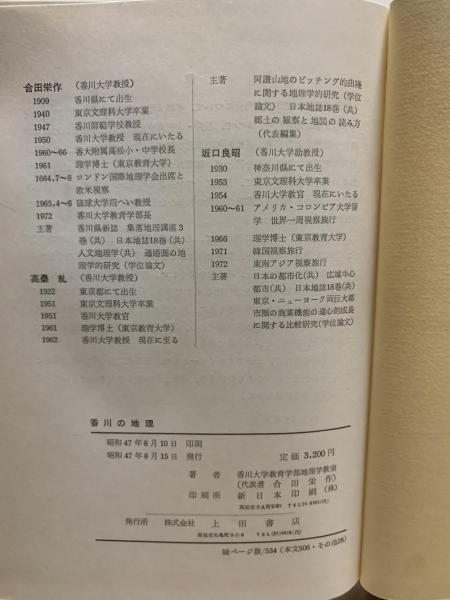 合田栄作 (香川大学教授)
1909 香川県にて出生
1940 東京文理科大学卒業
1947 香川師範学校教授
1950 香川大学教授 現在にいたる
1960~66 香大附属高松小・中学校長
1961 理学博士(東京教育大学)
1664,7~8 ロンドン国際地理学会出席と
欧米視察
1965,4~6 琉球大学招へい教授
1972 香川大学教育学部長
主著 香川県新誌 集落地理講座3
巻(共) 日本地誌18巻(共)
人文地理学(共) 通婚圏の地
理学的研究(学位論文)
高桑 糺 (香川大学教授)
1922 東京都にて出生
1951 東京文理科大学卒業
1951 香川大学教官
1961 理学博士(東京教育大学)
1962 香川大学教授 現在に至る
主著 阿讃山地のピッチング的曲隆
に関する地理学的研究(学位
論文) 日本地誌18巻(共)
郷土の観察と地図の読み方
(代表編集)
坂口良昭 (香川大学助教授)
1930 神奈川県にて出生
1953 東京文理科大学卒業
1954 香川大学教官 現在にいたる
1960~61 アメリカ・コロンビア大学留
学 世界一周視察旅行
1966 理学博士(東京教育大学)
1971 韓国視察旅行
1972 東南アジア視察旅行
主著 日本の都市化(共) 広域中心
都市(共) 日本地誌18巻(共)
東京・ニューヨーク両巨大都
市圏の商業機能の遠心的成長
に関する比較研究(学位論文)
香川の地理
昭和47年8月10日 印刷
昭和47年8月15日 発行
定価 3,200円
著者 香川大学教育学部地理学教室
(代表者 合田栄作)
印刷所 新日本印刷(株)
発行所 株式会社 上田書店
高松市丸亀町9の8
総ページ数/534(本文506・その他28)